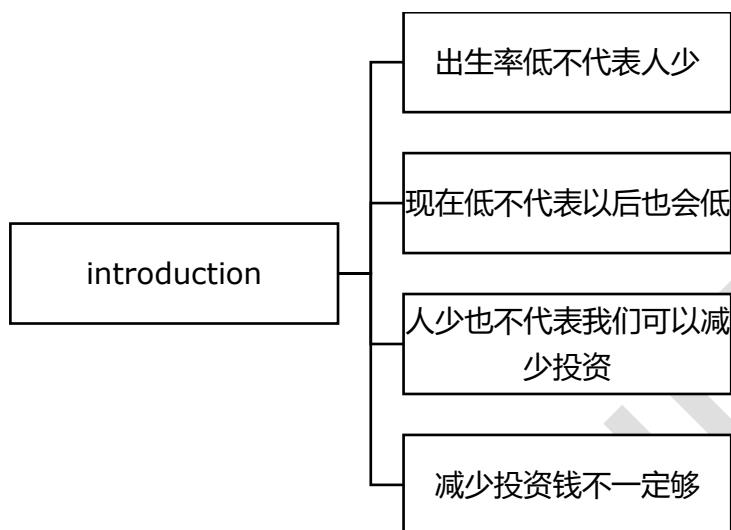 出生率低不代表人少
现在低不代表以后也会低
introduction
人少也不代表我们可以减
少投资
减少投资钱不一定够